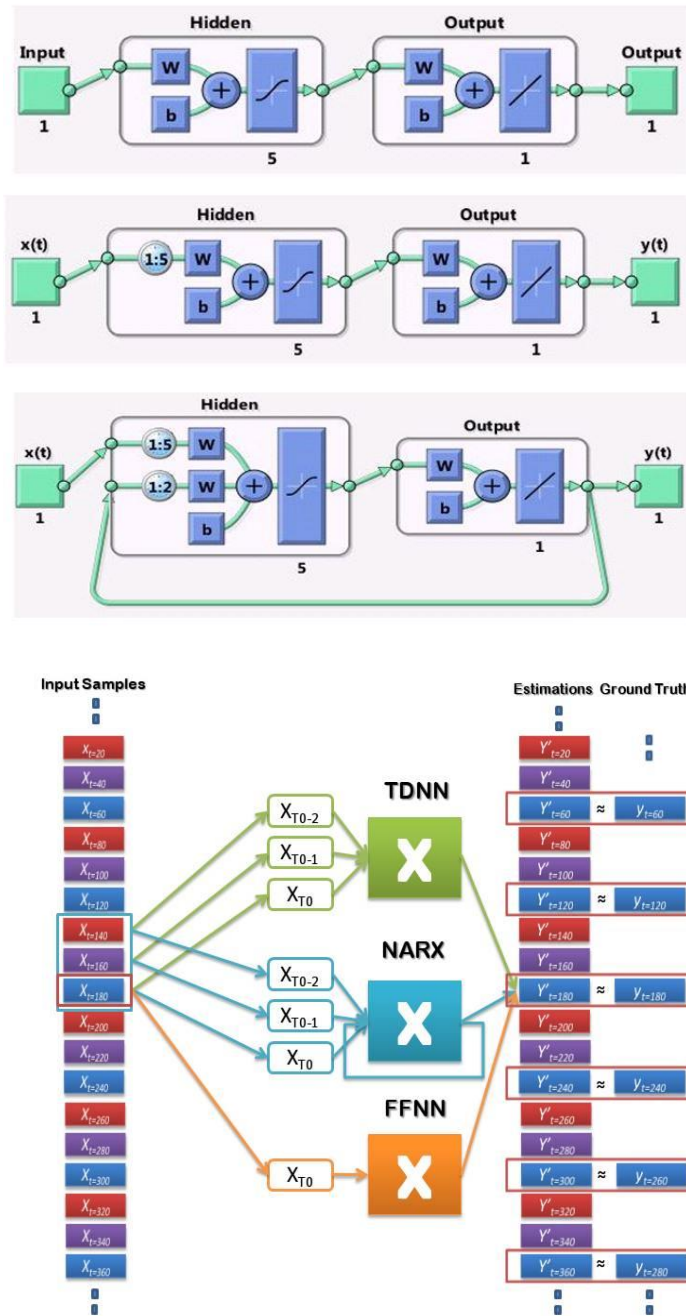 Hidden Output
Input W b + W b + Output
1 5 1 1
Hidden Output
x(t) 1:5 W b + W b + y(t)
1 5 1 1
Hidden
Output
x(t) 1:5 W 1:2 W b + W b + y(t)
1 5 1 1
Input Samples Estimations Ground Truth
x t=20 Y' t=20
X t=40 Y' t=40
X t=60 Y' t=60 ≈ y t=60
X t=80 Y' t=80
X t=100 Y' t=100
X t=120 Y' t=120 ≈ y t=120
X t=140 Y' t=140
X t=160 Y' t=160
X t=180 Y' t=180 ≈ y t=180
X t=200 Y' t=200
X t=220 Y' t=220
X t=240 Y' t=240 ≈ y t=240
X t=260 Y' t=260
X t=280 Y' t=280
X t=300 Y' t=300 ≈ y t=260
X t=320 Y' t=320
X t=340 Y' t=340
X t=360 Y' t=360 ≈ y t=280
TDNN
X T0-2
X T0-1
X T0
X
NARX
X T0-2
X T0-1
X T0
X
FFNN
X T0
X